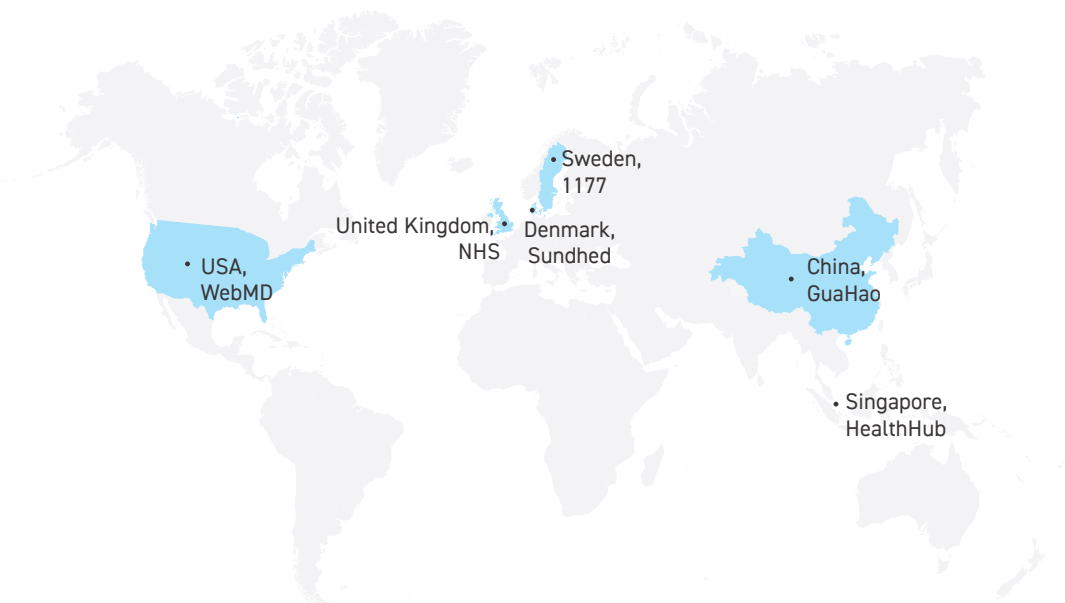 Sweden,
1177
United Kingdom,
NHS
Denmark,
Sundhed
USA,
WebMD
China,
GuaHao
Singapore,
HealthHub